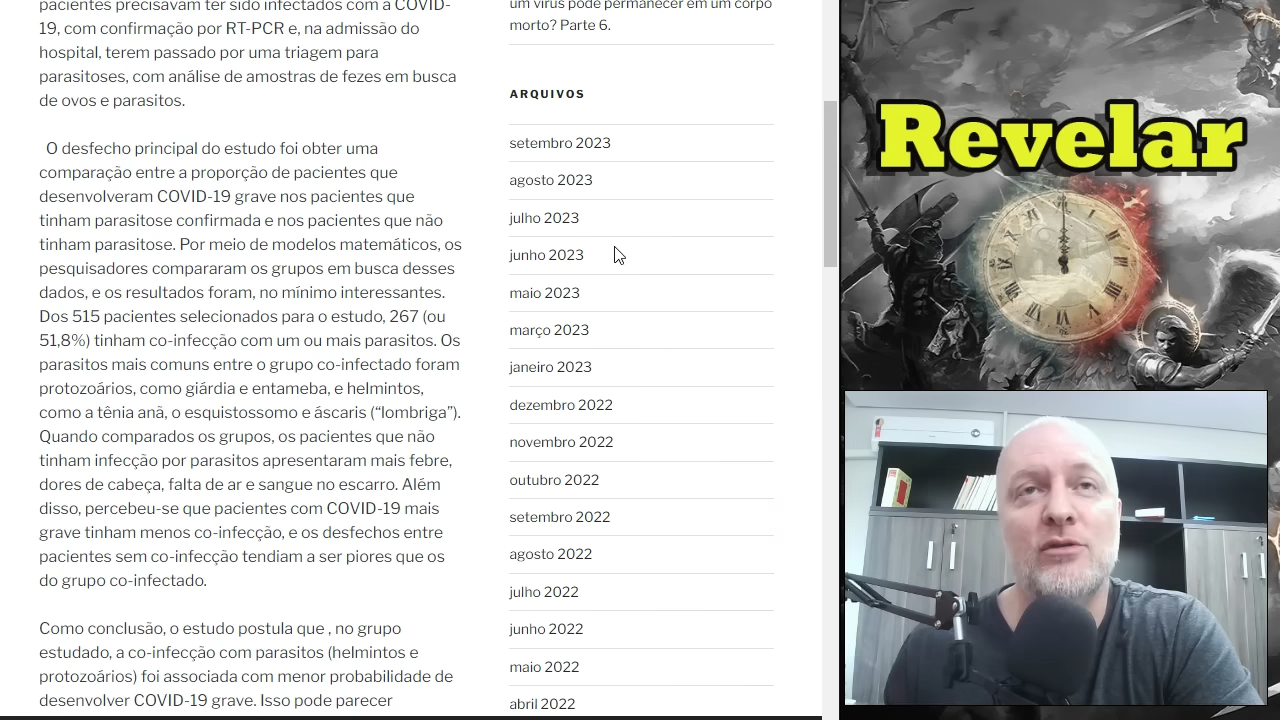 pacientes precisavam ter sido infectados com a COVID-
19, com confirmação por RT-PCR e, na admissão do
hospital, terem passado por uma triagem para
parasitoses, com análise de amostras de fezes em busca
de ovos e parasitos.
O desfecho principal do estudo foi obter uma
comparação entre a proporção de pacientes que
desenvolveram COVID-19 grave nos pacientes que
tinham parasitose confirmada e nos pacientes que não
tinham parasitose. Por meio de modelos matemáticos, os
pesquisadores compararam os grupos em busca desses
dados, e os resultados foram, no mínimo interessantes.
Dos 515 pacientes selecionados para o estudo, 267 (ou
51,8%) tinham co-infecção com um ou mais parasitos. Os
parasitos mais comuns entre o grupo co-infectado foram
protozoários, como giárdia e entameba, e helmintos,
como a tênia anã, o esquistossomo e áscaris (“lombriga”).
Quando comparados os grupos, os pacientes que não
tinham infecção por parasitos apresentaram mais febre,
dores de cabeça, falta de ar e sangue no escarro. Além
disso, percebeu-se que pacientes com COVID-19 mais
grave tinham menos co-infecção, e os desfechos entre
pacientes sem co-infecção tendiam a ser piores que os
do grupo co-infectado.
Como conclusão, o estudo postula que , no grupo
estudado, a co-infecção com parasitos (helmintos e
protozoários) foi associada com menor probabilidade de
desenvolver COVID-19 grave. Isso pode parecer
um vírus pode permanecer em um corpo
morto? Parte 6.
ARQUIVOS
setembro 2023
agosto 2023
julho 2023
junho 2023
maio 2023
março 2023
janeiro 2023
dezembro 2022
novembro 2022
outubro 2022
setembro 2022
agosto 2022
julho 2022
junho 2022
maio 2022
abril 2022
Revelar